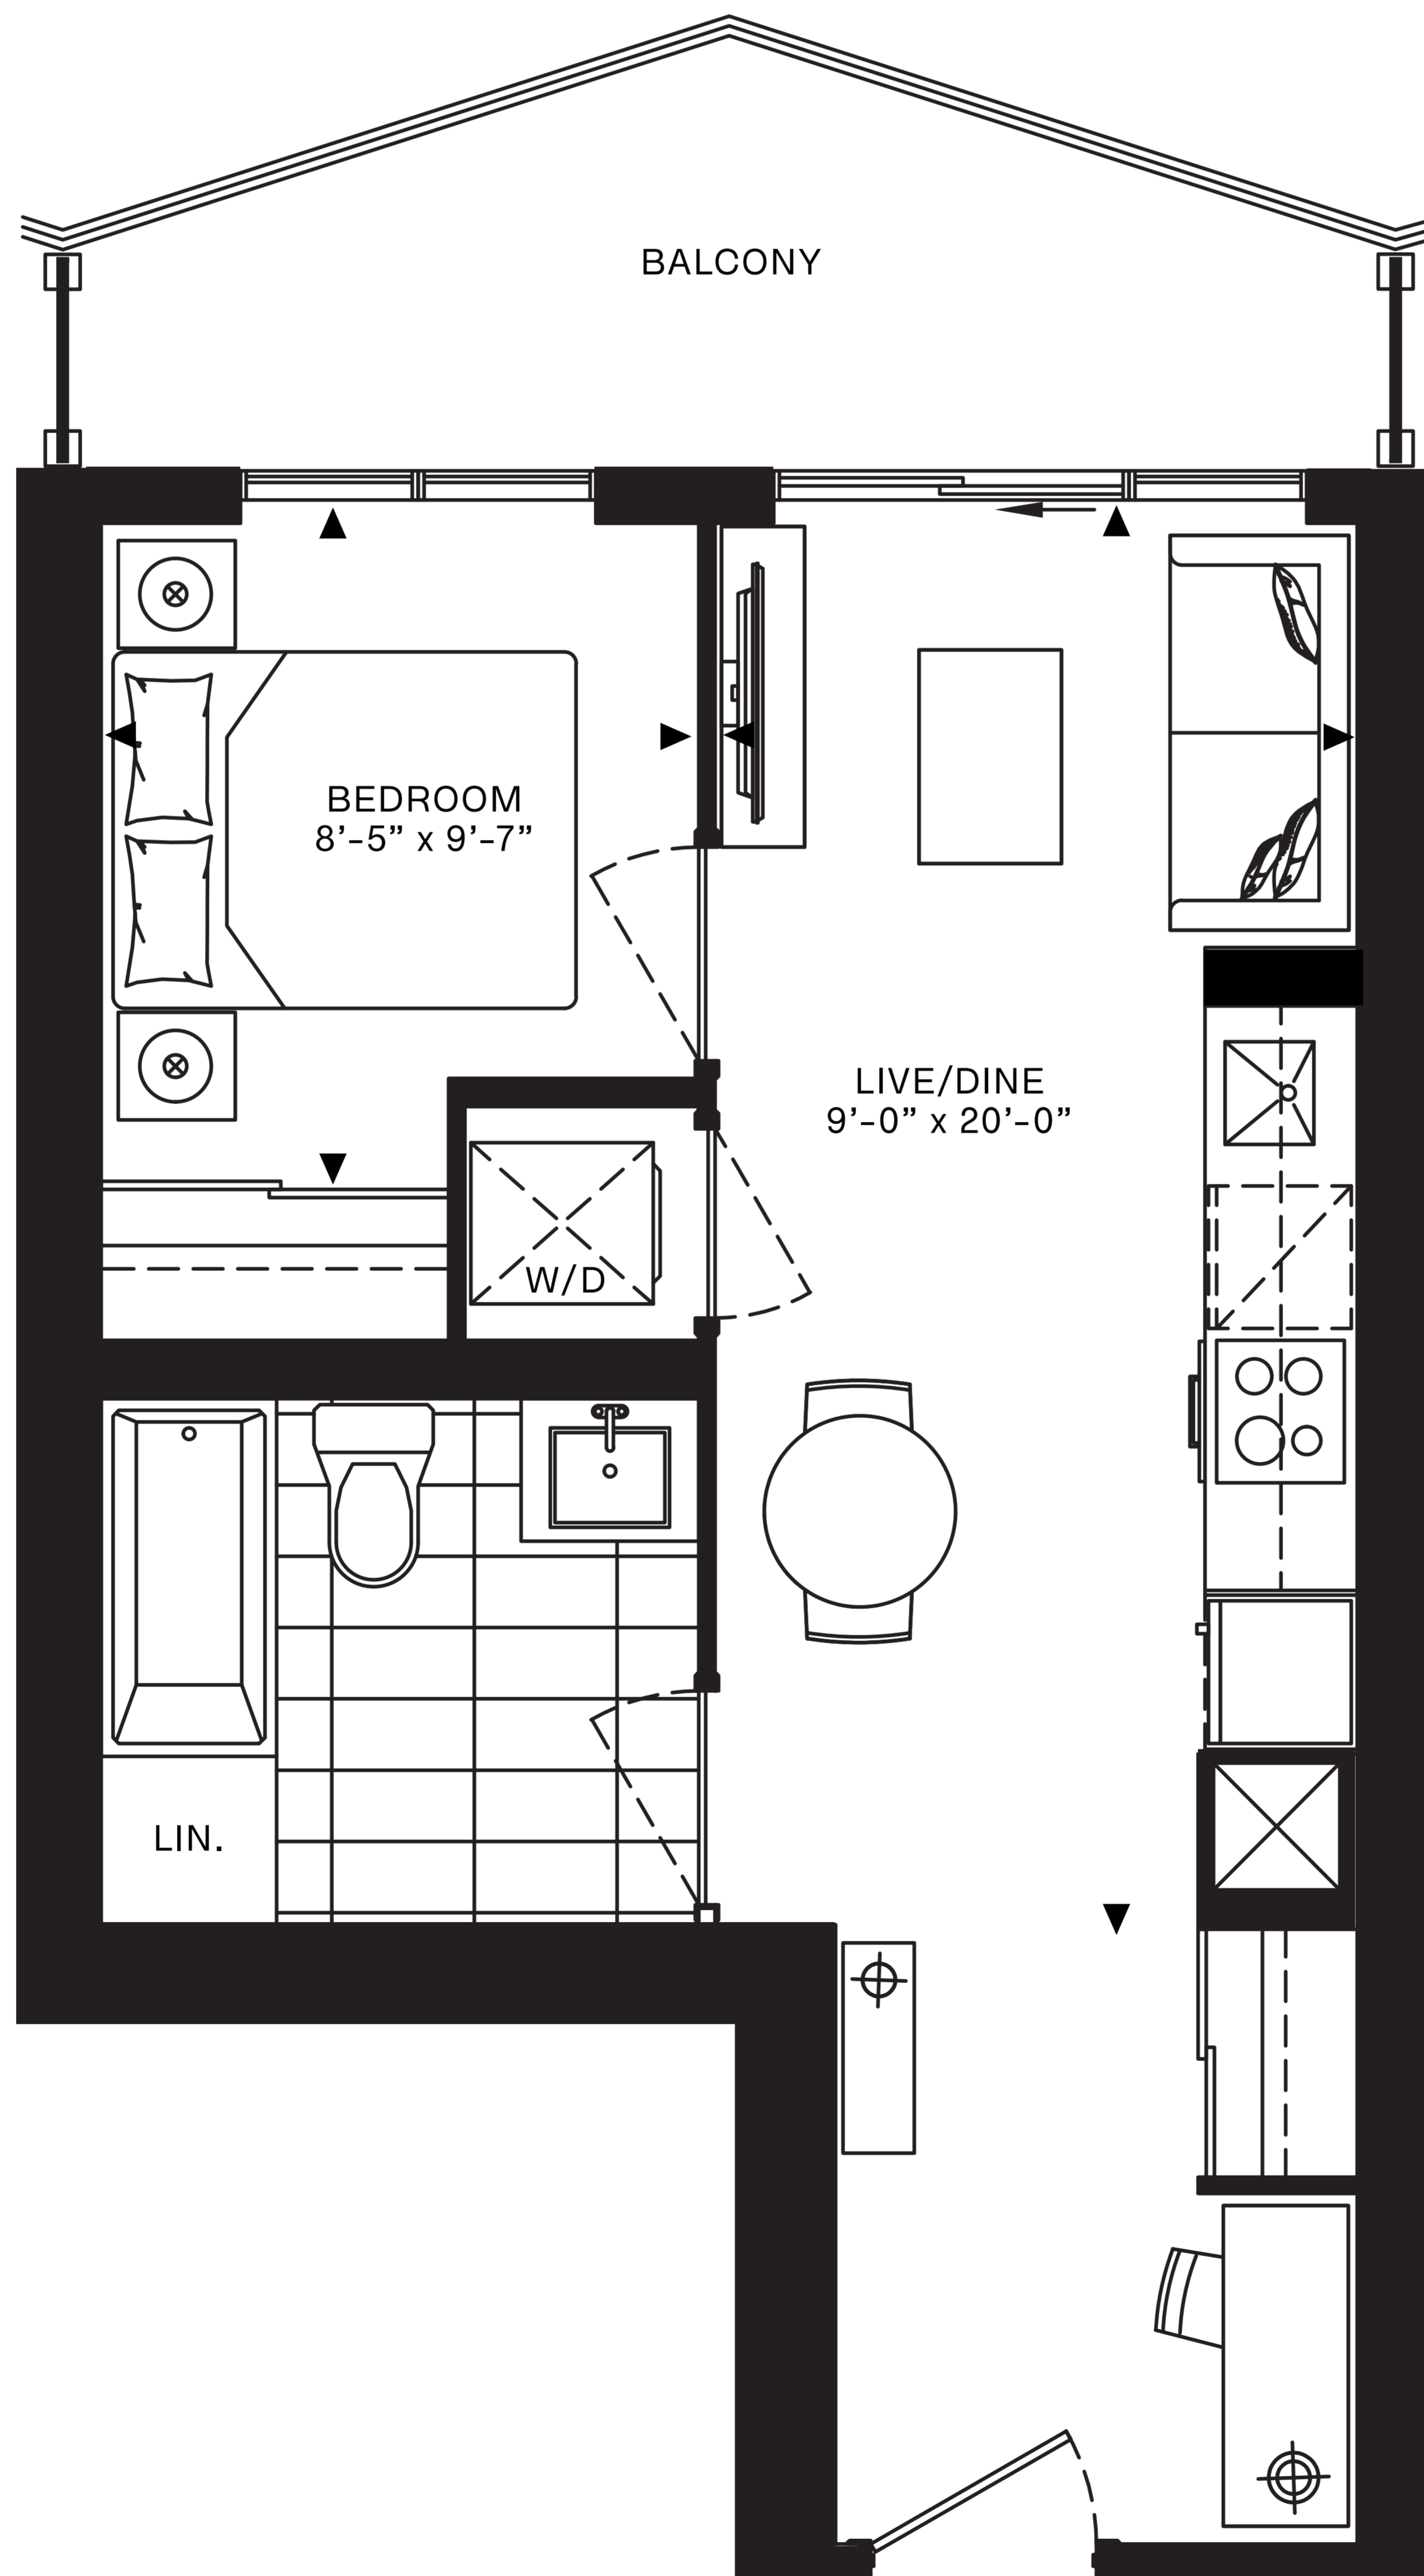 BALCONY
BEDROOM
8’-5” x 9’-7”
LIVE/DINE
9’-0” x 20’-0”
W/D
LIN.